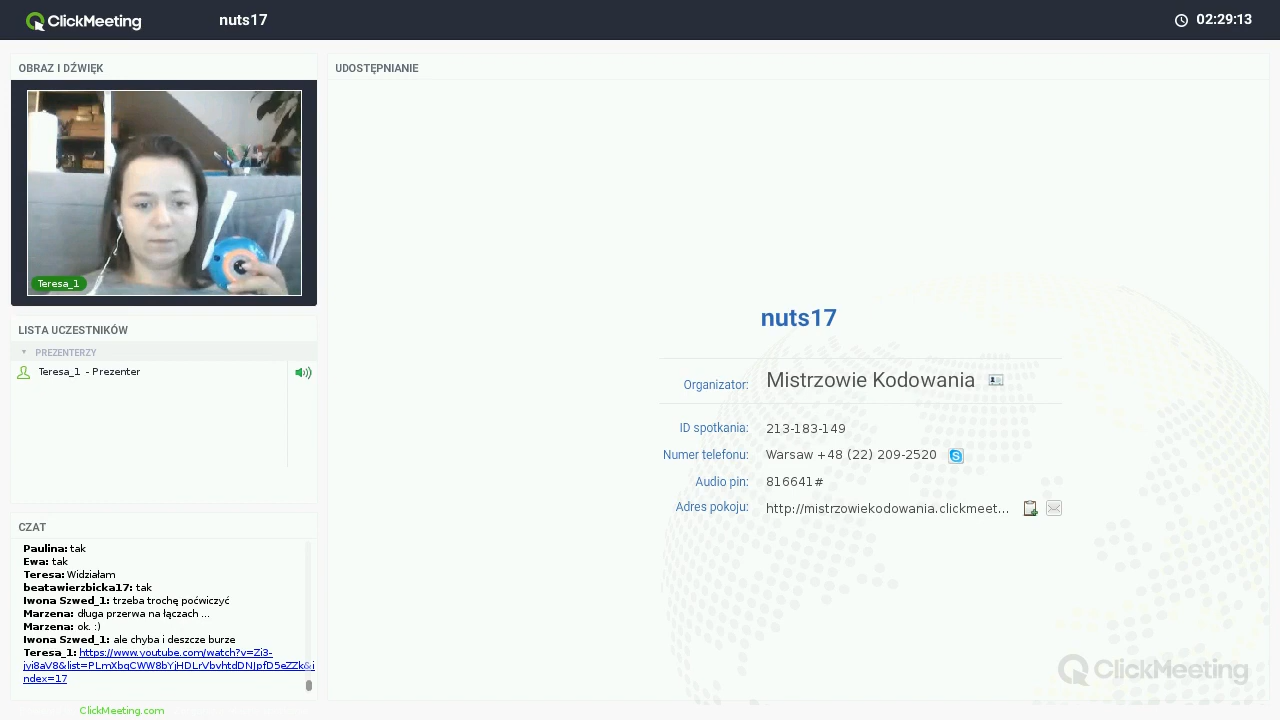 ClickMeeting
nuts17
02:29:13
OBRAZ I DŹWIĘK
Teresa_1
LISTA UCZESTNIKÓW
PREZENTERZY
Teresa_1 - Prezenter
CZAT
Paulina: tak
Ewa: tak
Teresa: Widziałam
beatawierzbicka17: tak
Iwona Szwed_1: trzeba trochę poćwiczyć
Marzena: długa przerwa na łączach ...
Marzena: ok. :)
Iwona Szwed_1: ale chyba i deszcze burze
Teresa_1: https://www.youtube.com/watch?v=Zi3-
jyi8aV8&list=PLmXbqCWW8bYjHDLrVbvhtdDNJpfD5eZZk&i
ndex=17
ClickMeeting.com
UDOSTĘPNIANIE
nuts17
Organizator: Mistrzowie Kodowania
ID spotkania: 213-183-149
Numer telefonu: Warsaw +48 (22) 209-2520
Audio pin: 816641#
Adres pokoju: http://mistrzowiekodowania.clickmeet...
ClickMeeting